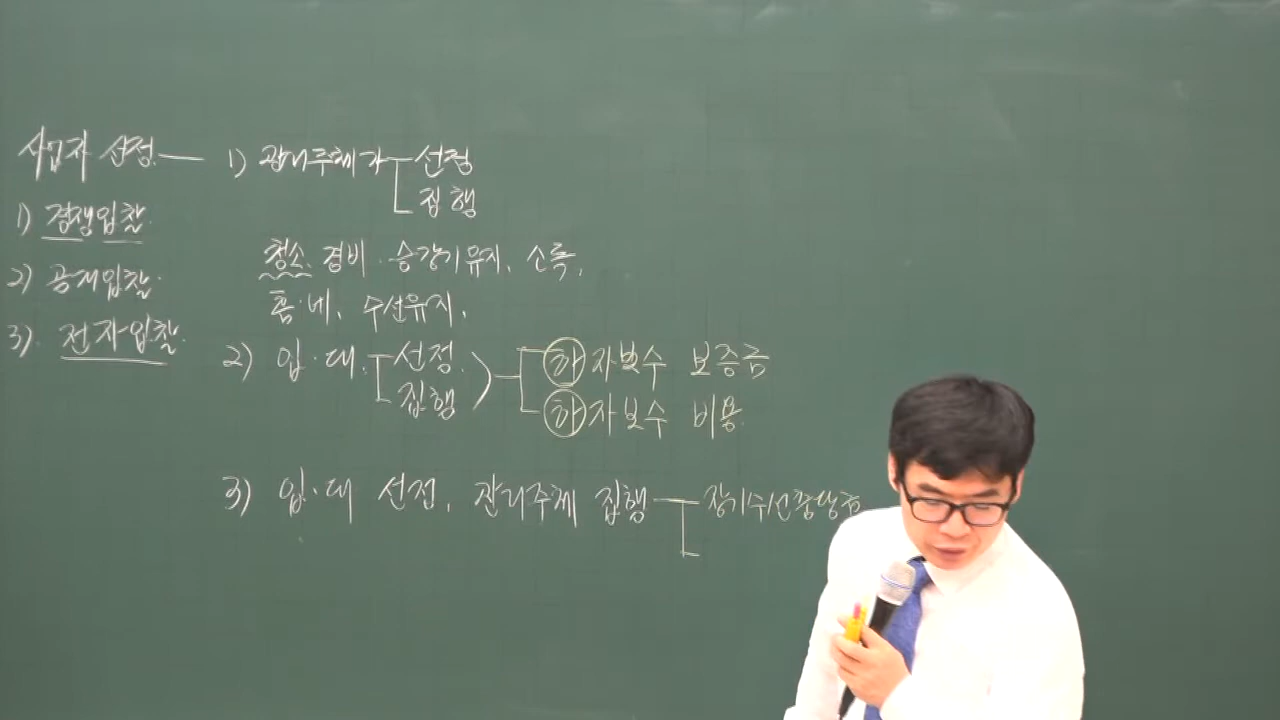 사업자 선정 — 1) 관리주체가 선정
집행
1) 경쟁입찰.
2) 공개입찰.
3). 전자입찰.
청소. 경비. 승강기유지. 소독.
홈·네. 수선유지.
2) 입·대. 선정. 하자보수 보증금
집행 하자보수 비용.
3) 입·대 선정. 관리주체 집행 — 장기수선충당금